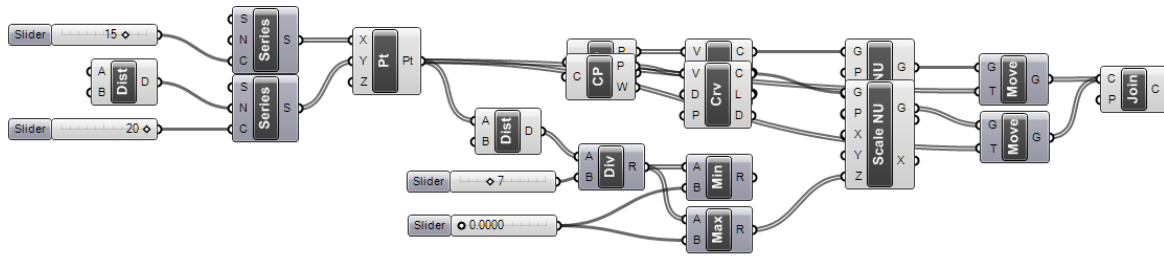 Slider 15
S N C Series S
A B Dist D
S N C Series S
Slider 20
X Y Z Pt Pt
P
C CP P W
V C
V D P Crv C L D
G P NU G
G P X Y Z Scale NU G X
G T Move G
G T Move G
C P Join C
A B Dist D
A B Div R
Slider 7
A B Min R
Slider 0.0000
A B Max R